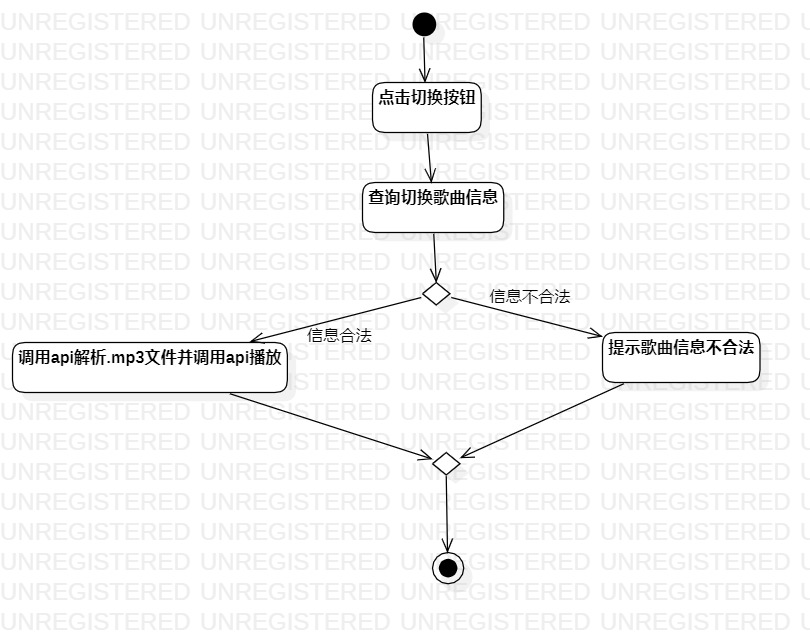 UNREGISTERED UNREGISTERED UNREGISTERED UNREGISTERED
点击切换按钮
查询切换歌曲信息
信息不合法
信息合法
提示歌曲信息不合法
调用api解析.mp3文件并调用api播放